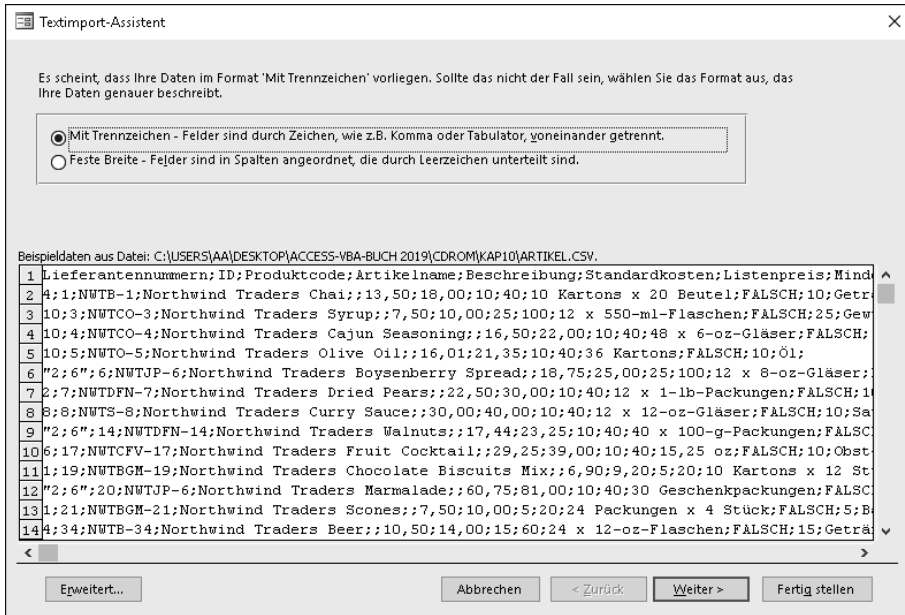 Textimport-Assistent
Es scheint, dass Ihre Daten im Format 'Mit Trennzeichen' vorliegen. Sollte das nicht der Fall sein, wählen Sie das Format aus, das
Ihre Daten genauer beschreibt.
Mit Trennzeichen - Felder sind durch Zeichen, wie z.B. Komma oder Tabulator, voneinander getrennt.
Feste Breite - Felder sind in Spalten angeordnet, die durch Leerzeichen unterteilt sind.
Beispieldaten aus Datei: C:\USERS\AA\DESKTOP\ACCESS-VBA-BUCH 2019\CDROM\KAP10\ARTIKEL.CSV.
1 Lieferantennummern;ID;Produktcode;Artikelname;Beschreibung;Standardkosten;Listenpreis;Mind
2 4;1;NWTB-1;Northwind Traders Chai;;13,50;18,00;10;40;10 Kartons x 20 Beutel;FALSCH;10;Getr
3 10;3;NWTCO-3;Northwind Traders Syrup;;7,50;10,00;25;100;12 x 550-ml-Flaschen;FALSCH;25;Gew
4 10;4;NWTCO-4;Northwind Traders Cajun Seasoning;;16,50;22,00;10;40;48 x 6-oz-Gläser;FALSCH;
5 10;5;NWTO-5;Northwind Traders Olive Oil;;16,01;21,35;10;40;36 Kartons;FALSCH;10;Öl;
6 "2;6";6;NWTJP-6;Northwind Traders Boysenberry Spread;;18,75;25,00;25;100;12 x 8-oz-Gläser;
7 2;7;NWTDFN-7;Northwind Traders Dried Pears;;22,50;30,00;10;40;12 x 1-lb-Packungen;FALSCH;1
8 8;8;NWTS-8;Northwind Traders Curry Sauce;;30,00;40,00;10;40;12 x 12-oz-Gläser;FALSCH;10;Sa
9 "2;6";14;NWTDFN-14;Northwind Traders Walnuts;;17,44;23,25;10;40;40 x 100-g-Packungen;FALSC
10 6;17;NWTCFV-17;Northwind Traders Fruit Cocktail;;29,25;39,00;10;40;15,25 oz;FALSCH;10;Obst
11 1;19;NWTBGM-19;Northwind Traders Chocolate Biscuits Mix;;6,90;9,20;5;20;10 Kartons x 12 St
12 "2;6";20;NWTJP-6;Northwind Traders Marmalade;;60,75;81,00;10;40;30 Geschenkpackungen;FALSC
13 1;21;NWTBGM-21;Northwind Traders Scones;;7,50;10,00;5;20;24 Packungen x 4 Stück;FALSCH;5;B
14 4;34;NWTB-34;Northwind Traders Beer;;10,50;14,00;15;60;24 x 12-oz-Flaschen;FALSCH;15;Geträ
Erweitert... Abbrechen < Zurück Weiter > Fertig stellen